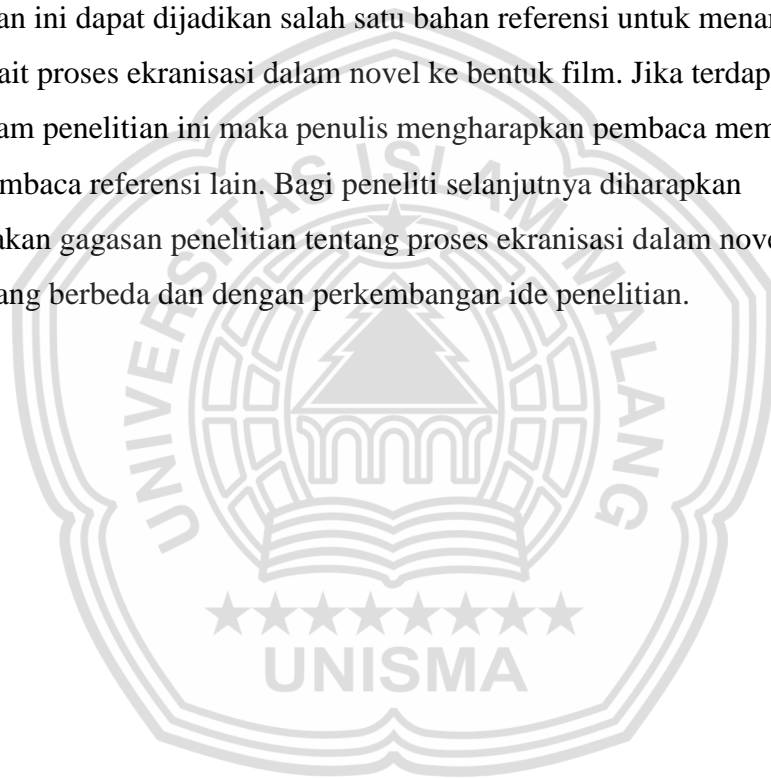 an ini dapat dijadikan salah satu bahan referensi untuk menar
ait proses ekranisasi dalam novel ke bentuk film. Jika terdap
am penelitian ini maka penulis mengharapkan pembaca mem
mbaca referensi lain. Bagi peneliti selanjutnya diharapkan
akan gagasan penelitian tentang proses ekranisasi dalam nove
ang berbeda dan dengan perkembangan ide penelitian.
UNIVERSITAS ISLAM MALANG
UNISMA